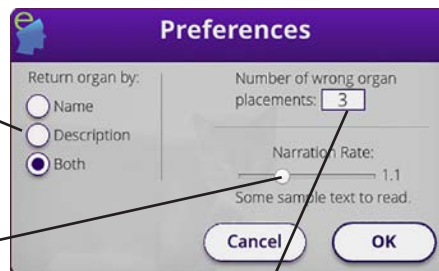 Preferences
Return organ by:
Name
Description
Both
Number of wrong organ
placements: 3
Narration Rate:
1.1
Some sample text to read.
Cancel
OK